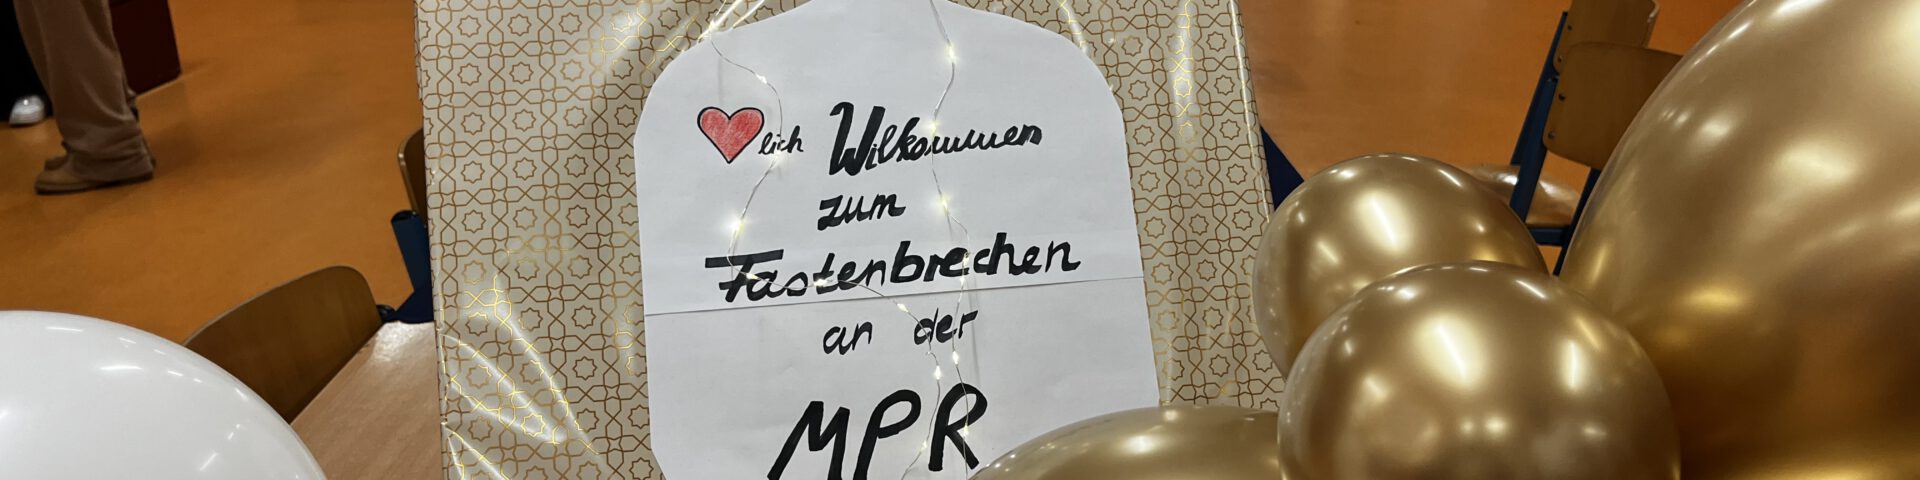 ❤lich Wilkommen
zum
Fastenbrechen
an der
MPR